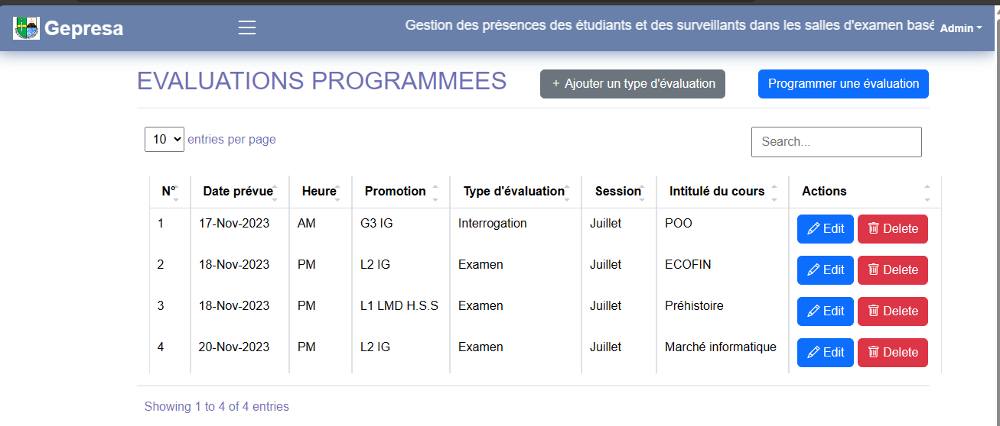 Gepresa
Gestion des présences des étudiants et des surveillants dans les salles d'examen basé
Admin
EVALUATIONS PROGRAMMEES
+ Ajouter un type d'évaluation
Programmer une évaluation
10 entries per page
Search...
N° Date prévue Heure Promotion Type d'évaluation Session Intitulé du cours Actions
1 17-Nov-2023 AM G3 IG Interrogation Juillet POO Edit Delete
2 18-Nov-2023 PM L2 IG Examen Juillet ECOFIN Edit Delete
3 18-Nov-2023 PM L1 LMD H.S.S Examen Juillet Préhistoire Edit Delete
4 20-Nov-2023 PM L2 IG Examen Juillet Marché informatique Edit Delete
Showing 1 to 4 of 4 entries